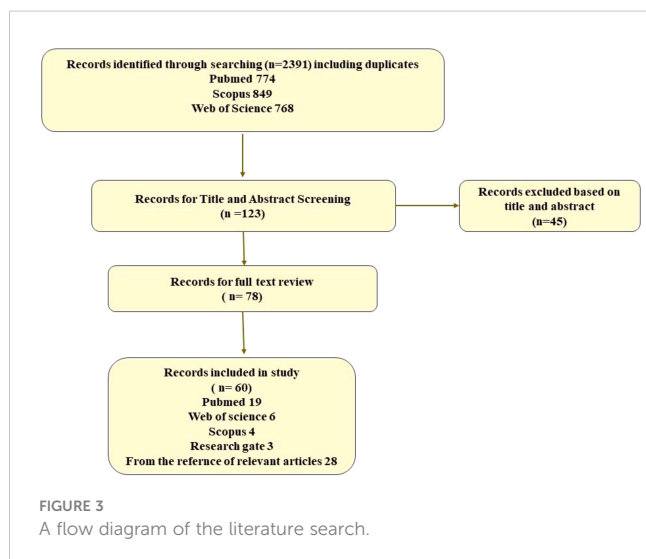 Records identified through searching (n=2391) including duplicates
Pubmed 774
Scopus 849
Web of Science 768
Records for Title and Abstract Screening
(n =123)
Records excluded based on
title and abstract
(n=45)
Records for full text review
( n= 78)
Records included in study
( n= 60)
Pubmed 19
Web of science 6
Scopus 4
Research gate 3
From the refernce of relevant articles 28
FIGURE 3
A flow diagram of the literature search.